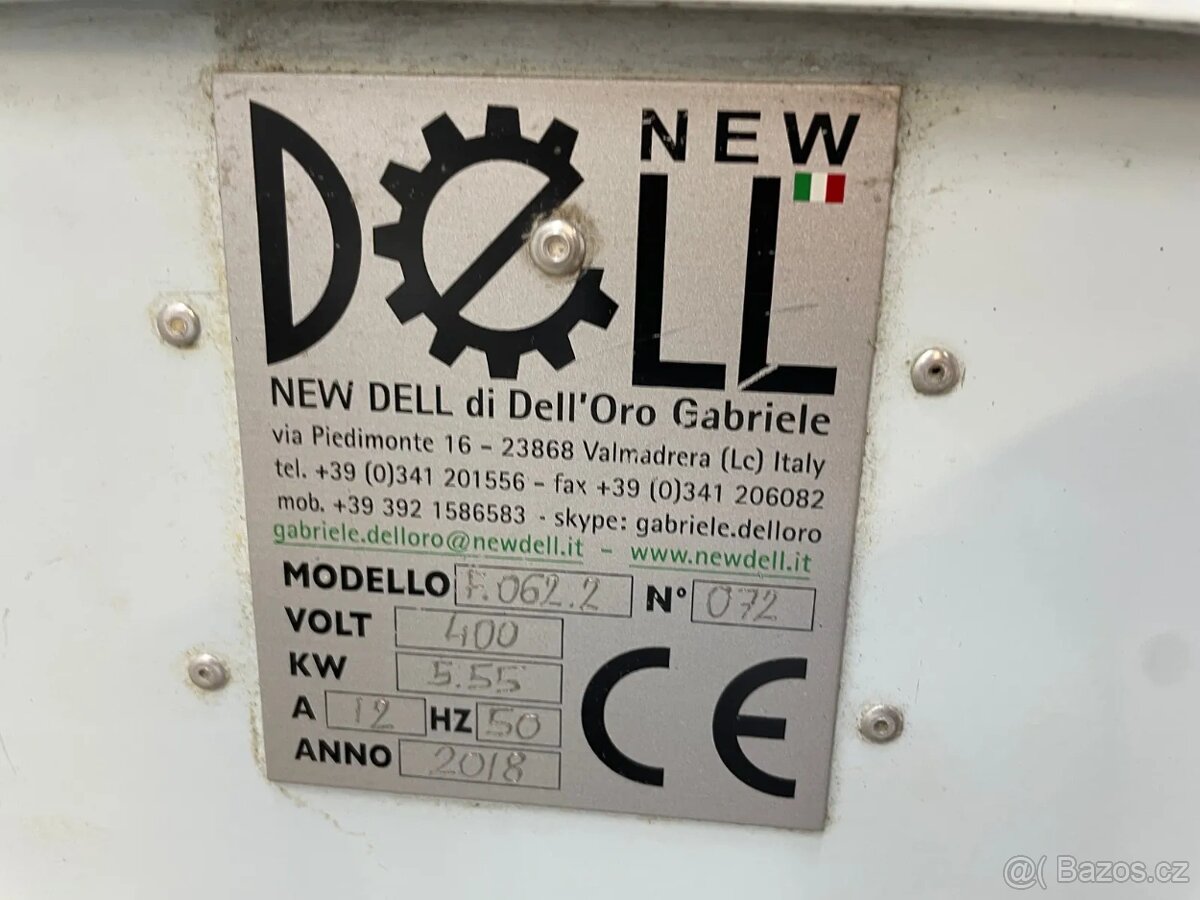 NEW
DeLL
NEW DELL di Dell'Oro Gabriele
via Piedimonte 16 - 23868 Valmadrera (Lc) Italy
tel. +39 (0)341 201556 - fax +39 (0)341 206082
mob. +39 392 1586583 - skype: gabriele.delloro
gabriele.delloro@newdell.it - www.newdell.it
MODELLO F.062.2 N° 072
VOLT 400
KW 5.55
A 12 HZ 50
ANNO 2018
CE
@( Bazos.cz